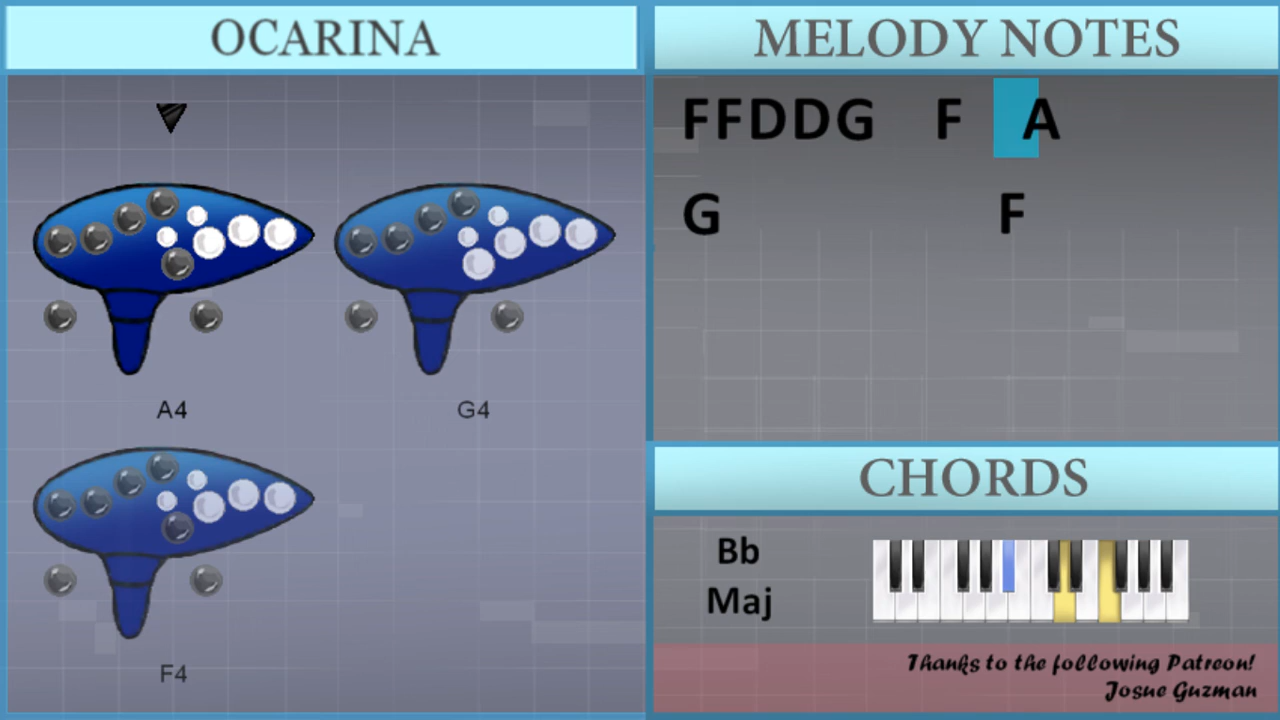 OCARINA
A4
G4
F4
MELODY NOTES
FFDDG F A
G F
CHORDS
Bb
Maj
Thanks to the following Patreon!
Josue Guzman